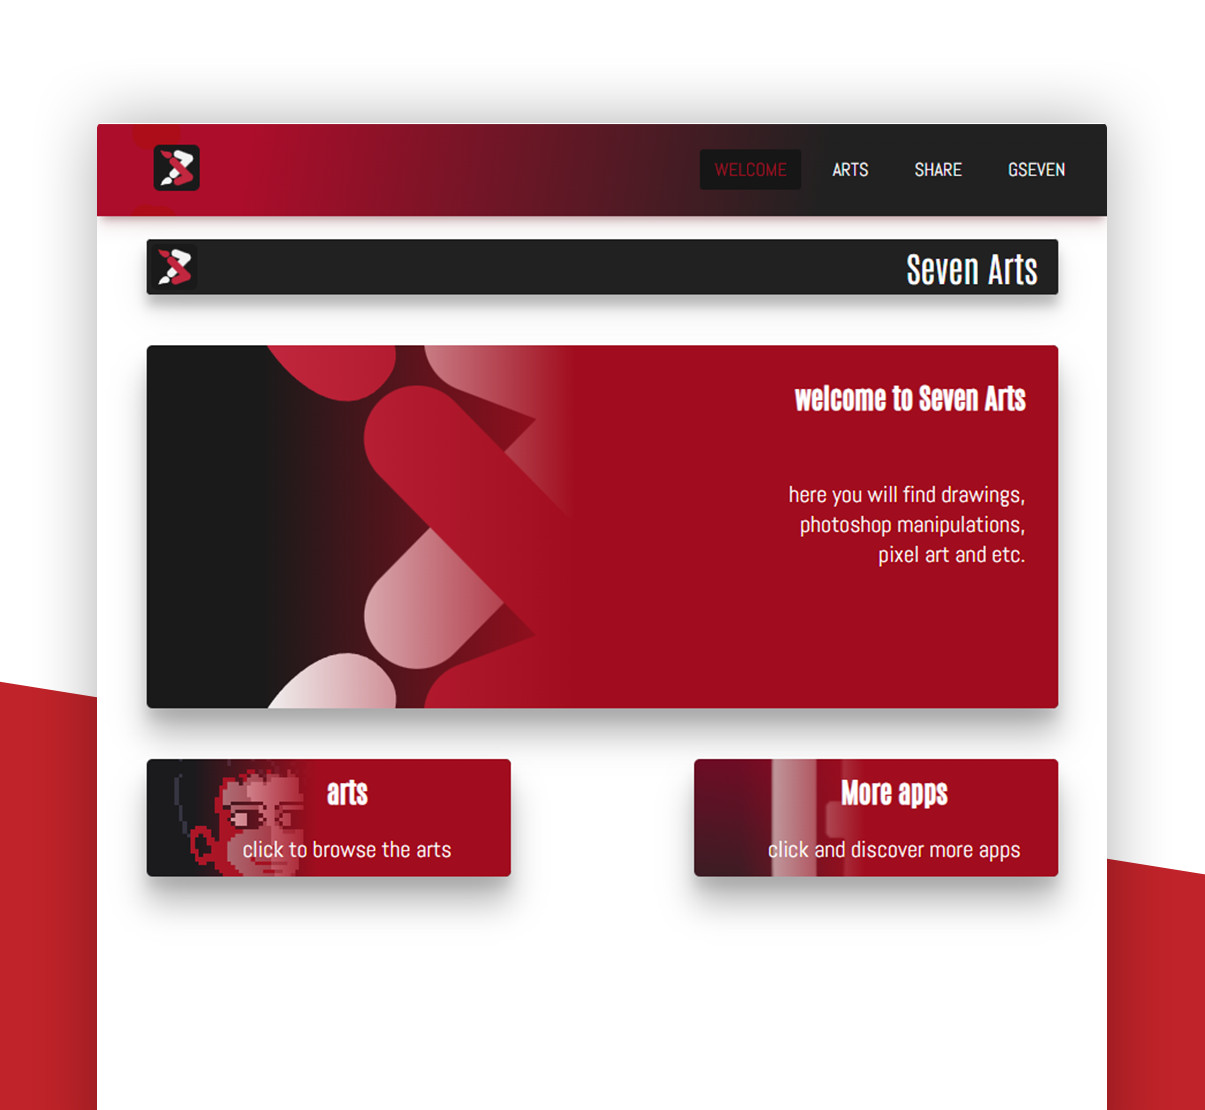 WELCOME ARTS SHARE GSEVEN
Seven Arts
welcome to Seven Arts
here you will find drawings,
photoshop manipulations,
pixel art and etc.
arts
click to browse the arts
More apps
click and discover more apps